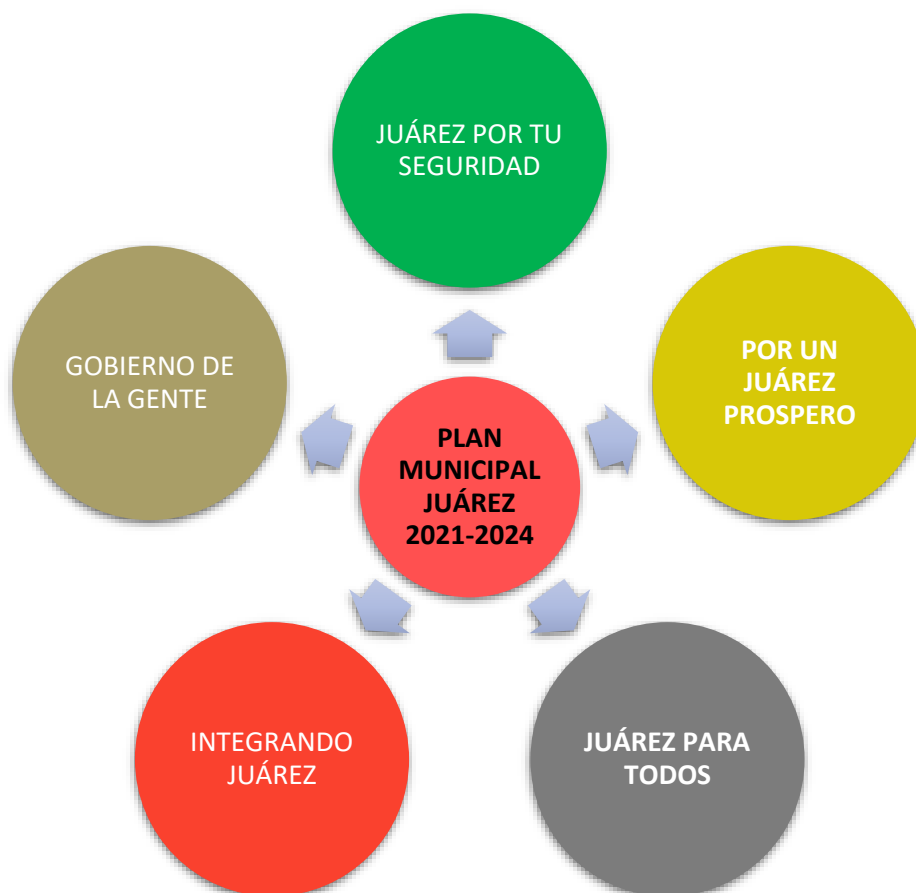 JUÁREZ POR TU
SEGURIDAD
GOBIERNO DE
LA GENTE
POR UN
JUÁREZ
PROSPERO
PLAN
MUNICIPAL
JUÁREZ
2021-2024
INTEGRANDO
JUÁREZ
JUÁREZ PARA
TODOS